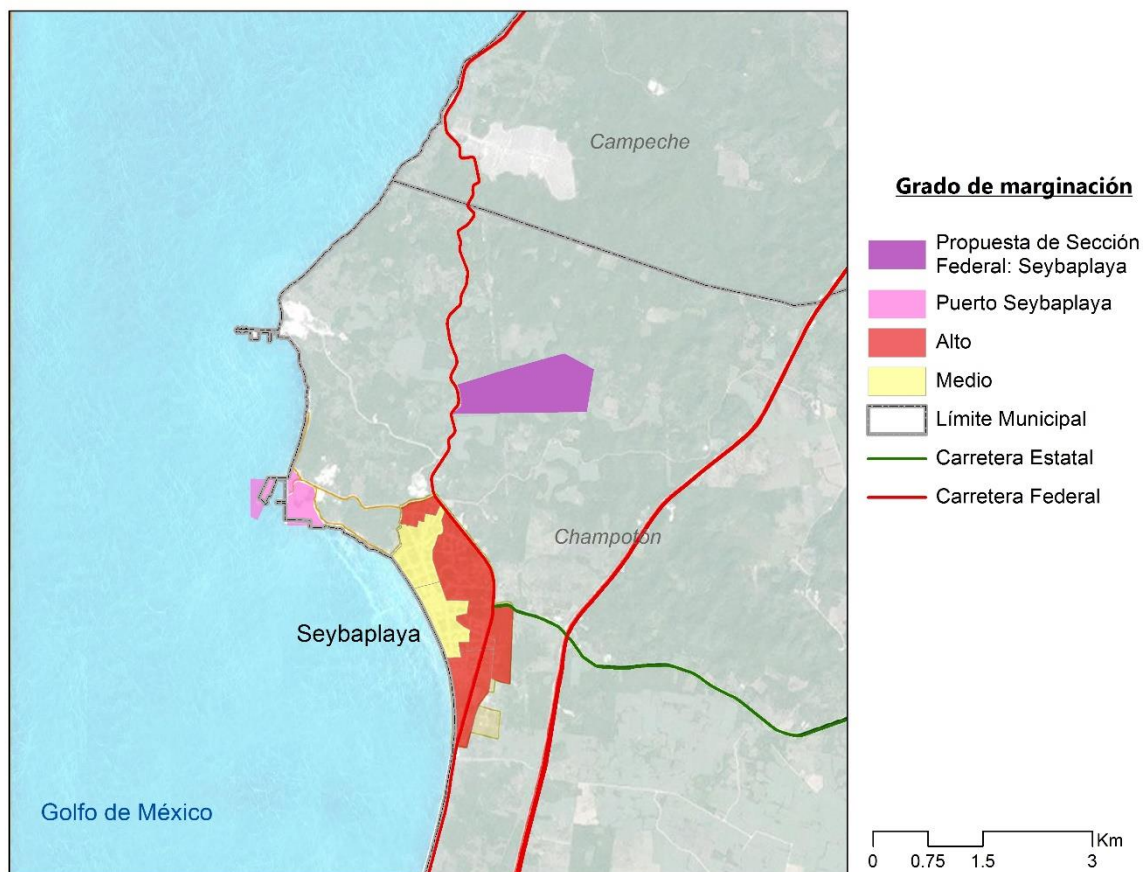 Campeche
Champotón
Seybaplaya
Golfo de México
Grado de marginación
Propuesta de Sección
Federal: Seybaplaya
Puerto Seybaplaya
Alto
Medio
Límite Municipal
Carretera Estatal
Carretera Federal
Km
0 0.75 1.5 3